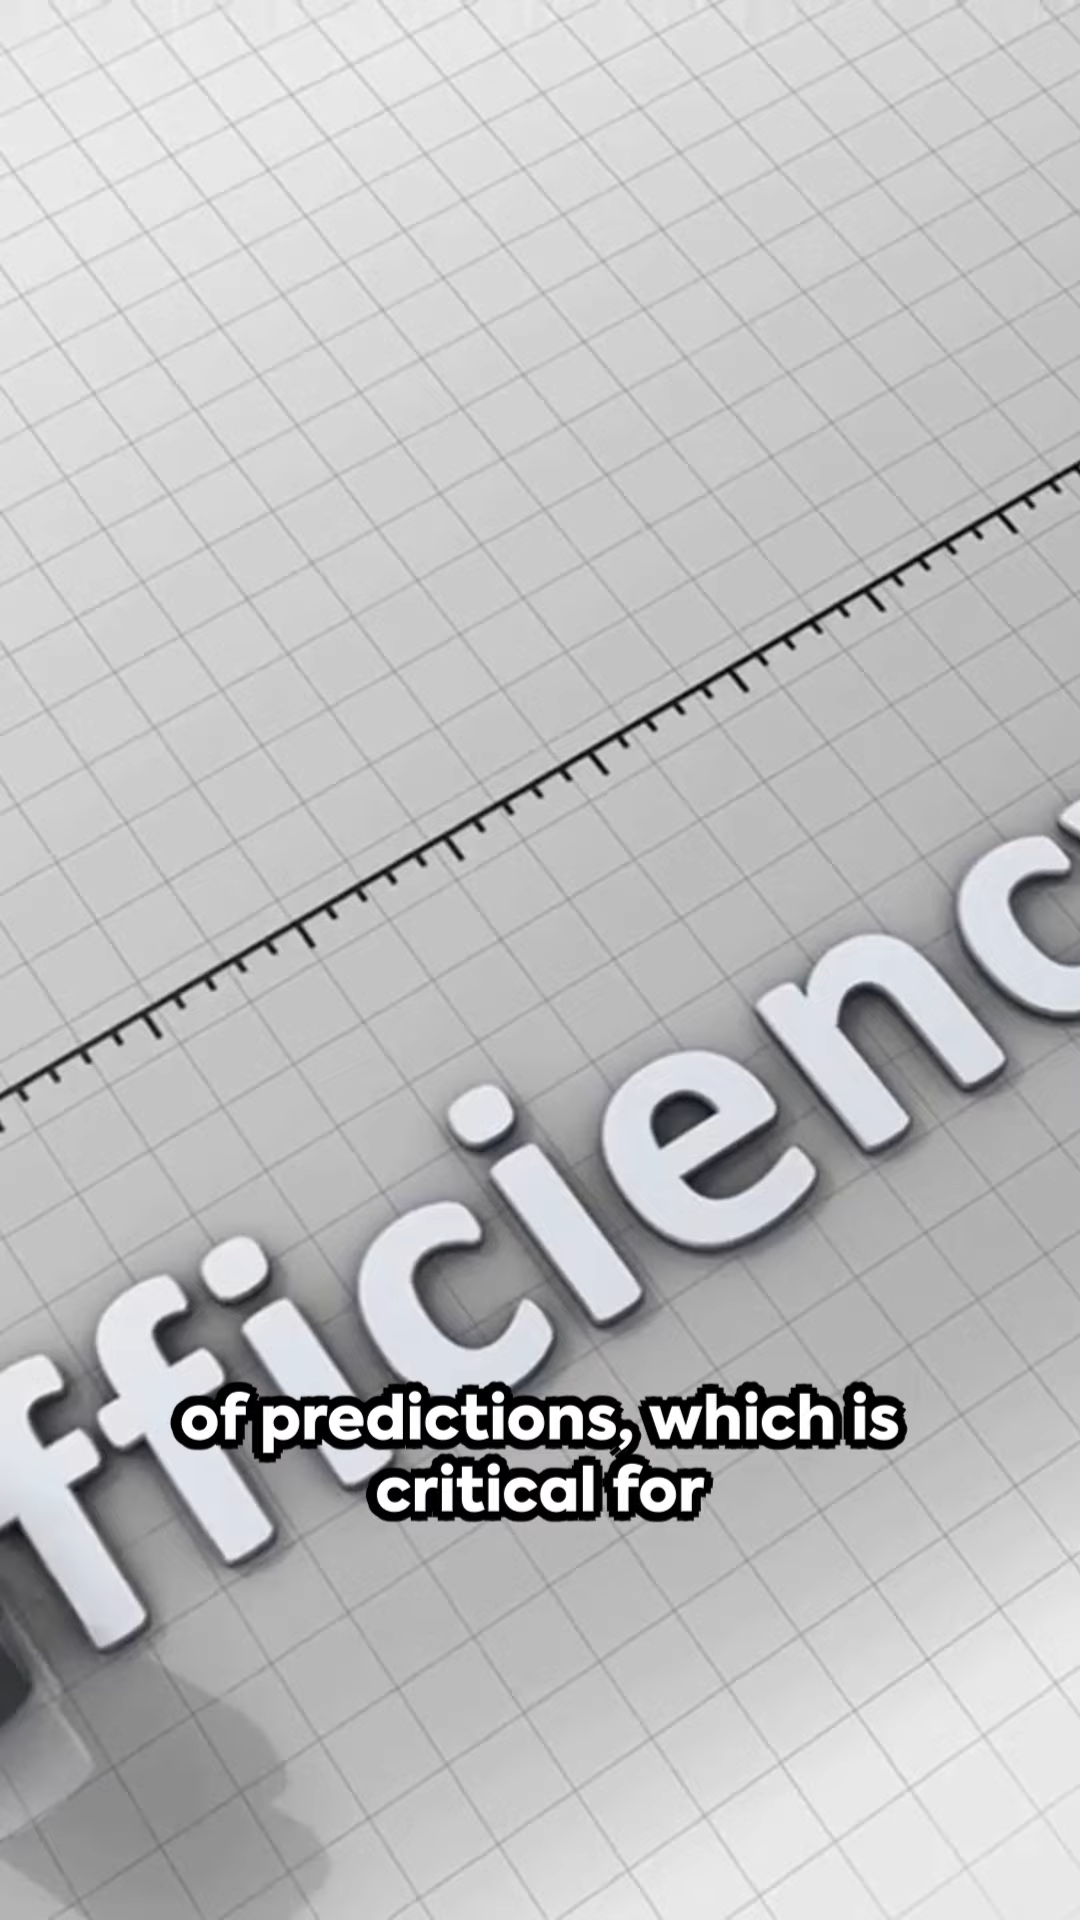 fficienc
of predictions, which is
critical for